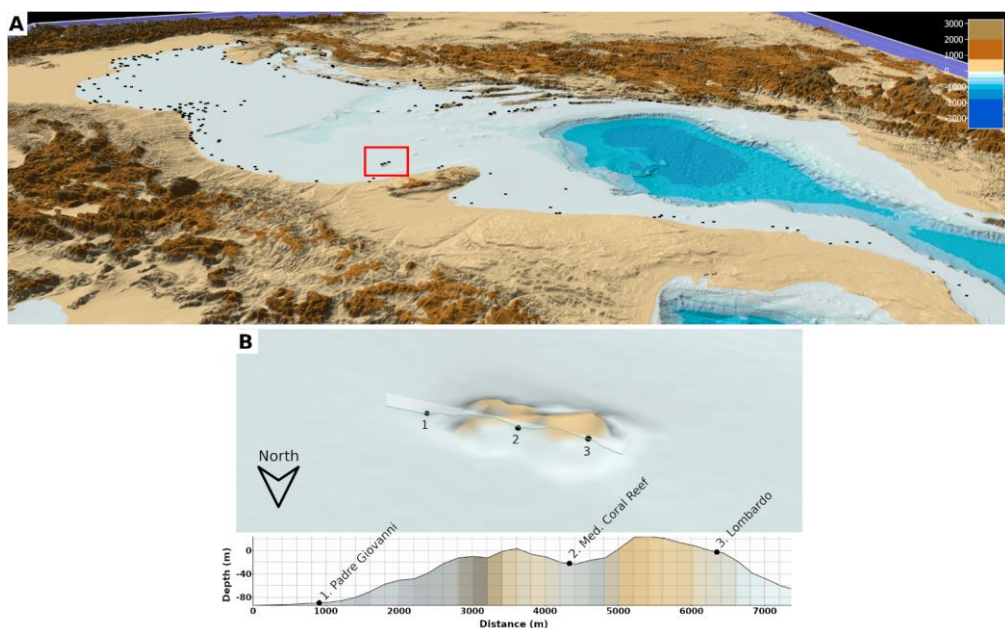 A
3000
2000
1000
0
-1000
-2000
-3000
B
1
2
3
North
1. Padre Giovanni
2. Med. Coral Reef
3. Lombardo
Depth (m)
0
-40
-80
0
1000
2000
3000
4000
5000
6000
7000
Distance (m)